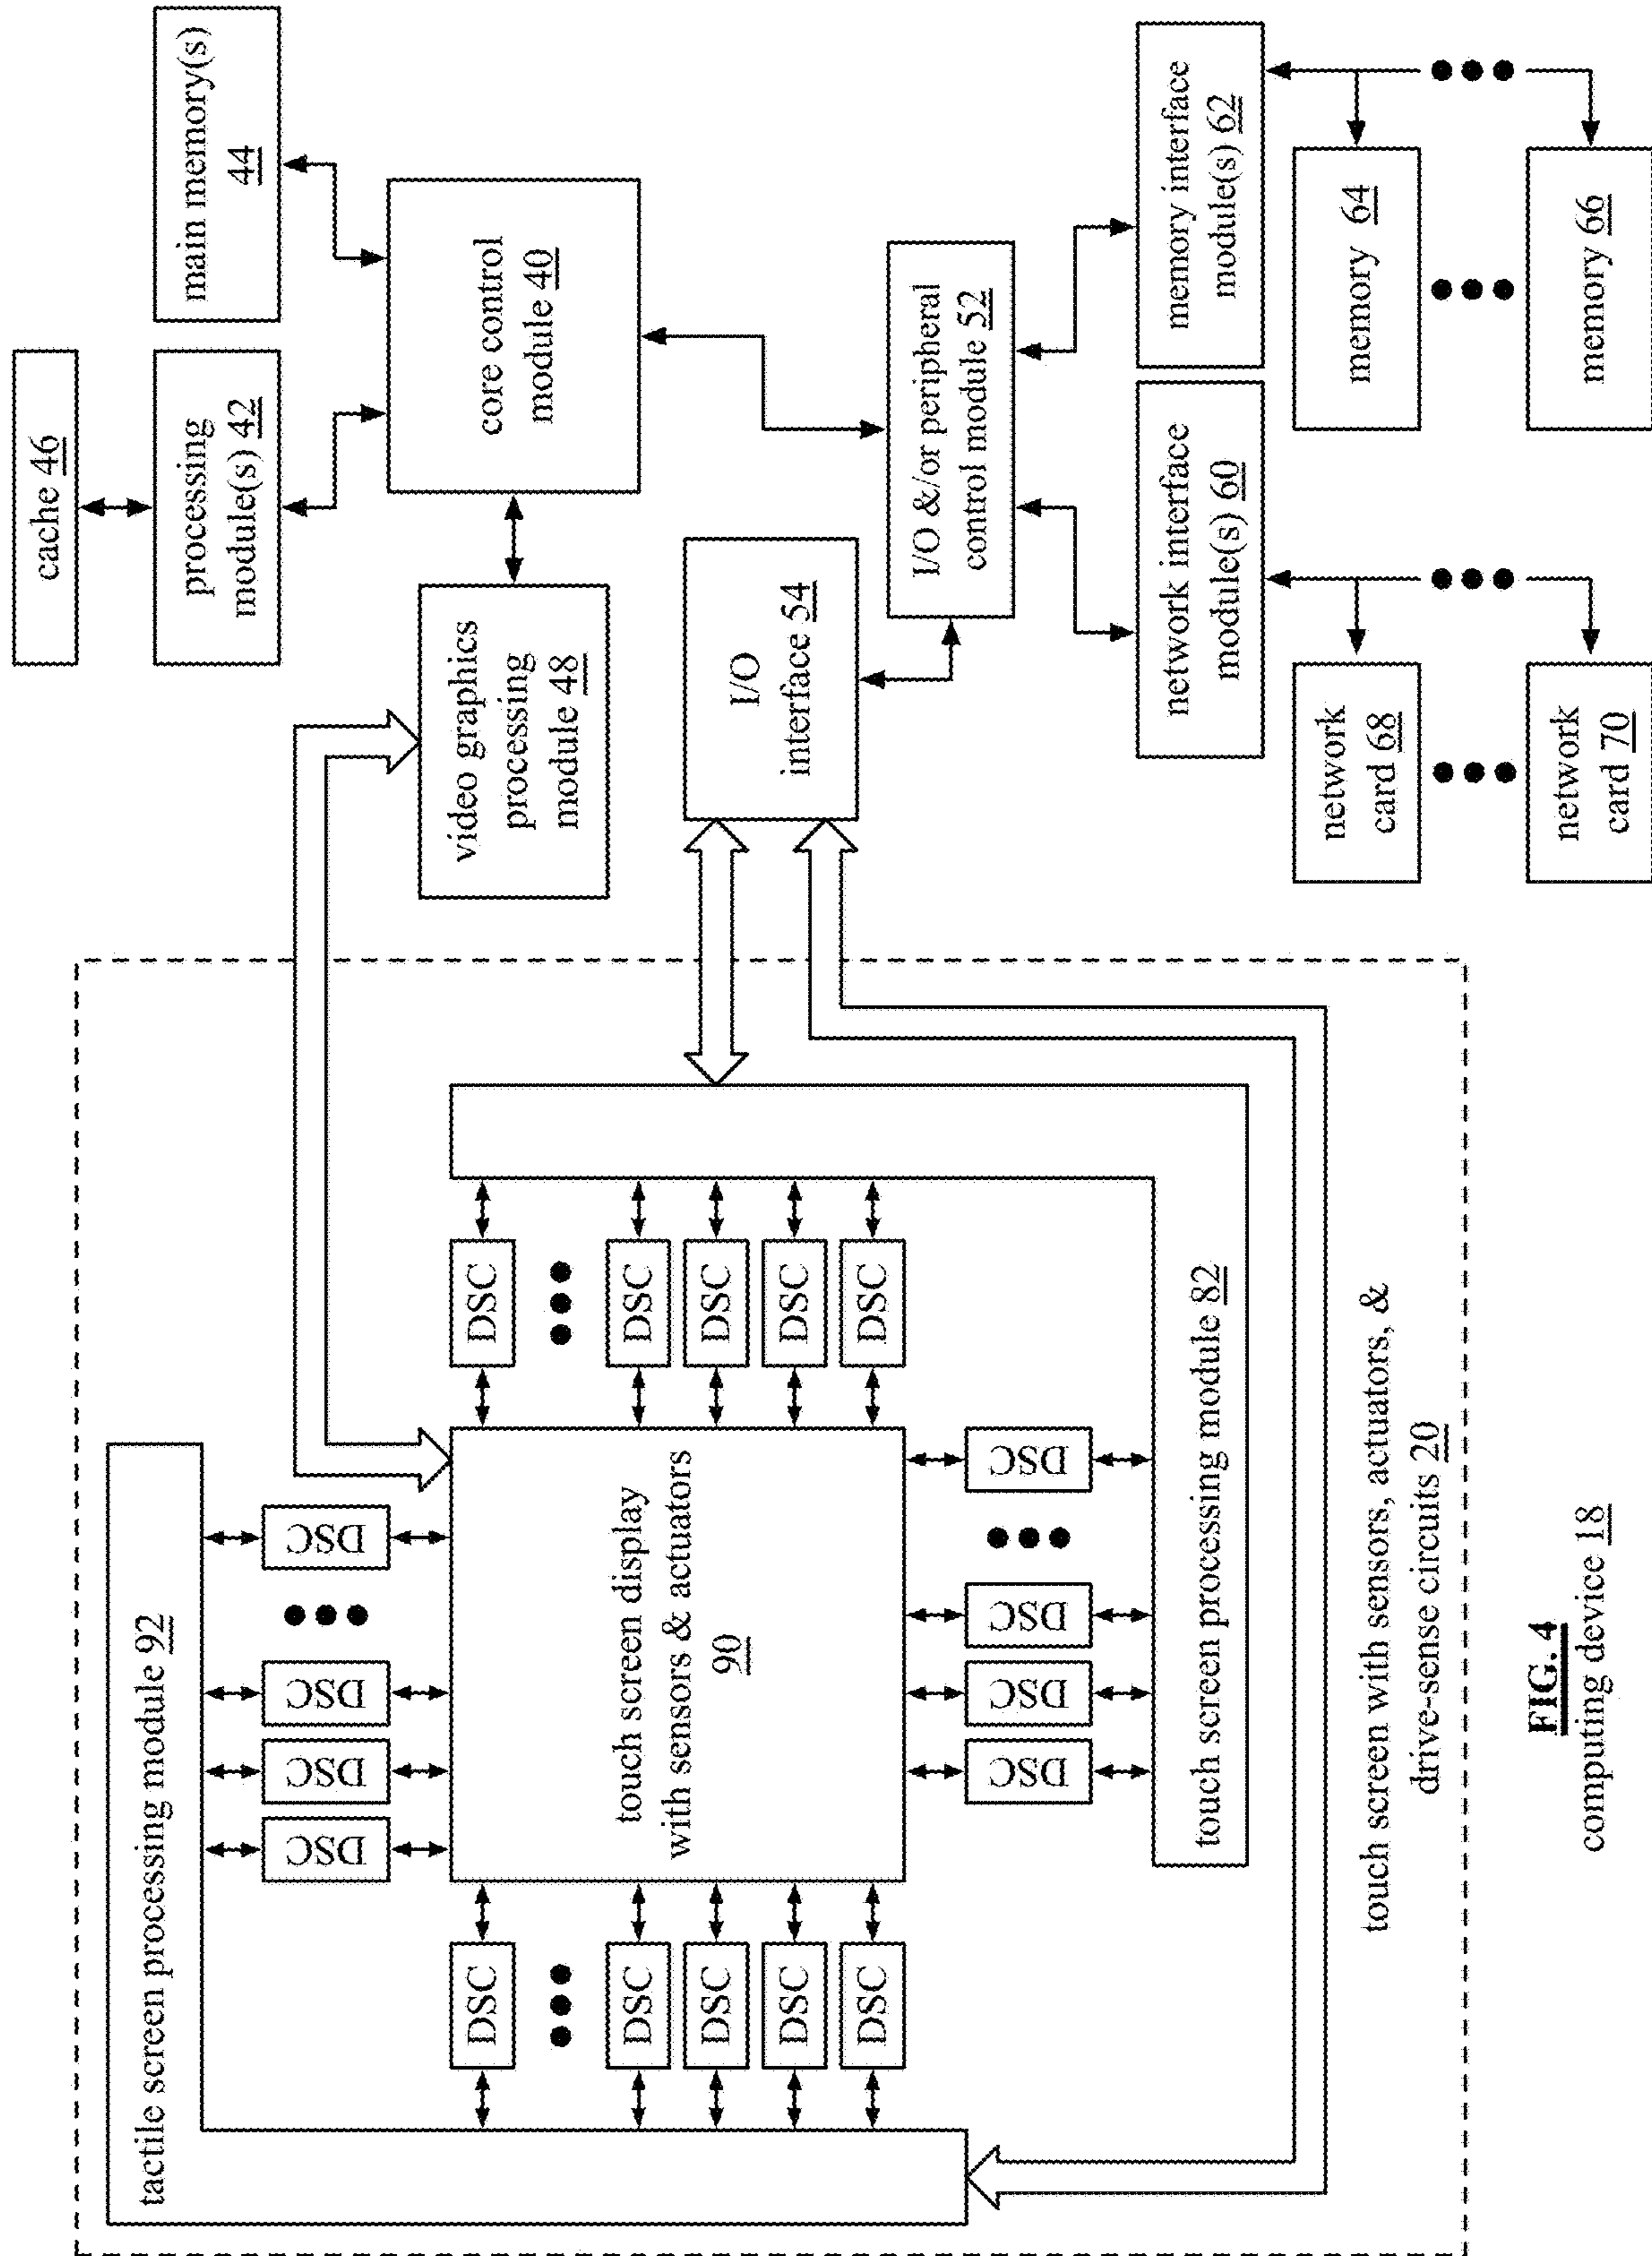 cache 46
processing
module(s) 42
main memory(s)
44
core control
module 40
video graphics
processing
module 48
I/O
interface 54
I/O &/or peripheral
control module 52
network interface
module(s) 60
memory interface
module(s) 62
network
card 68
network
card 70
memory 64
memory 66
tactile screen processing module 92
DSC
DSC
DSC
DSC
DSC
DSC
DSC
DSC
DSC
touch screen display
with sensors & actuators
90
DSC
DSC
DSC
DSC
DSC
DSC
DSC
DSC
DSC
touch screen processing module 82
touch screen with sensors, actuators, &
drive-sense circuits 20
FIG. 4
computing device 18